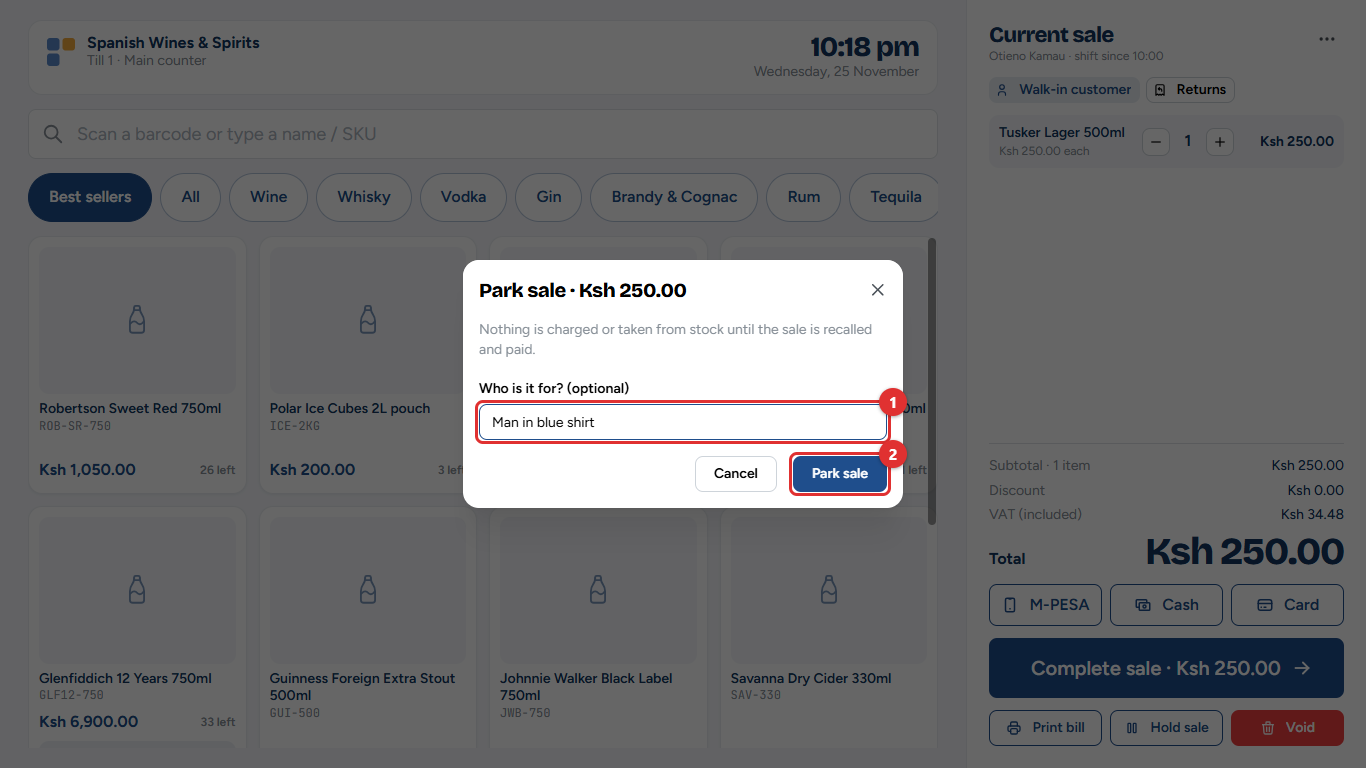 Spanish Wines & Spirits
Till 1 · Main counter
10:18 pm
Wednesday, 25 November
Scan a barcode or type a name / SKU
Best sellers
All
Wine
Whisky
Vodka
Gin
Brandy & Cognac
Rum
Tequila
Robertson Sweet Red 750ml
ROB-SR-750
Ksh 1,050.00
26 left
Polar Ice Cubes 2L pouch
ICE-2KG
Ksh 200.00
3 left
left
Glenfiddich 12 Years 750ml
GLF12-750
Ksh 6,900.00
33 left
Guinness Foreign Extra Stout
500ml
GUI-500
Johnnie Walker Black Label
750ml
JWB-750
Savanna Dry Cider 330ml
SAV-330
Park sale · Ksh 250.00
Nothing is charged or taken from stock until the sale is recalled
and paid.
Who is it for? (optional)
Man in blue shirt
1
2
Cancel
Park sale
Current sale
Otieno Kamau · shift since 10:00
Walk-in customer
Returns
Tusker Lager 500ml
Ksh 250.00 each
1
Ksh 250.00
Subtotal · 1 item
Ksh 250.00
Discount
Ksh 0.00
VAT (included)
Ksh 34.48
Total
Ksh 250.00
M-PESA
Cash
Card
Complete sale · Ksh 250.00
Print bill
Hold sale
Void